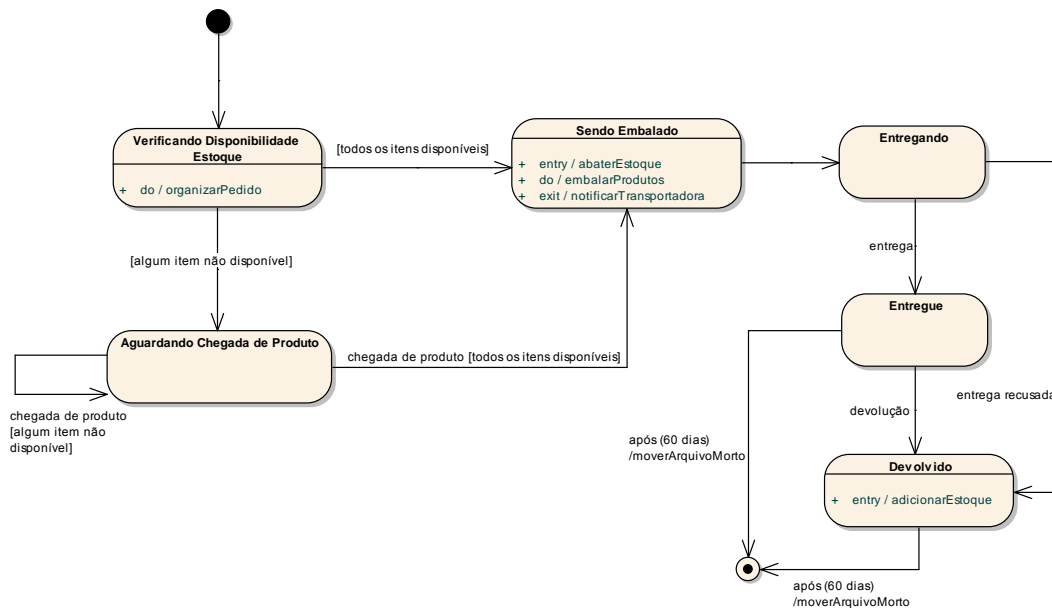 Verificando Disponibilidade
Estoque
+ do / organizarPedido
[todos os itens disponíveis]
Sendo Embalado
+ entry / abaterEstoque
+ do / embalarProdutos
+ exit / notificarTransportadora
Entregando
[algum item não disponível]
entrega
Entregue
Aguardando Chegada de Produto
chegada de produto [todos os itens disponíveis]
chegada de produto
[algum item não
disponível]
entrega recusada
devolução
após (60 dias)
/moverArquivoMorto
Devolvido
+ entry / adicionarEstoque
após (60 dias)
/moverArquivoMorto